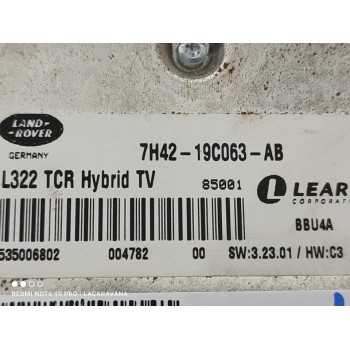 LAND-
ROVER
GERMANY
7H42-19C063-AB
L322 TCR Hybrid TV
85001
LEAR
CORPORATION
BBU4A
535006802
004782
00
SW:3.23.01 / HW:C3
REDMI NOTE 10 PRO | LACARAVANA